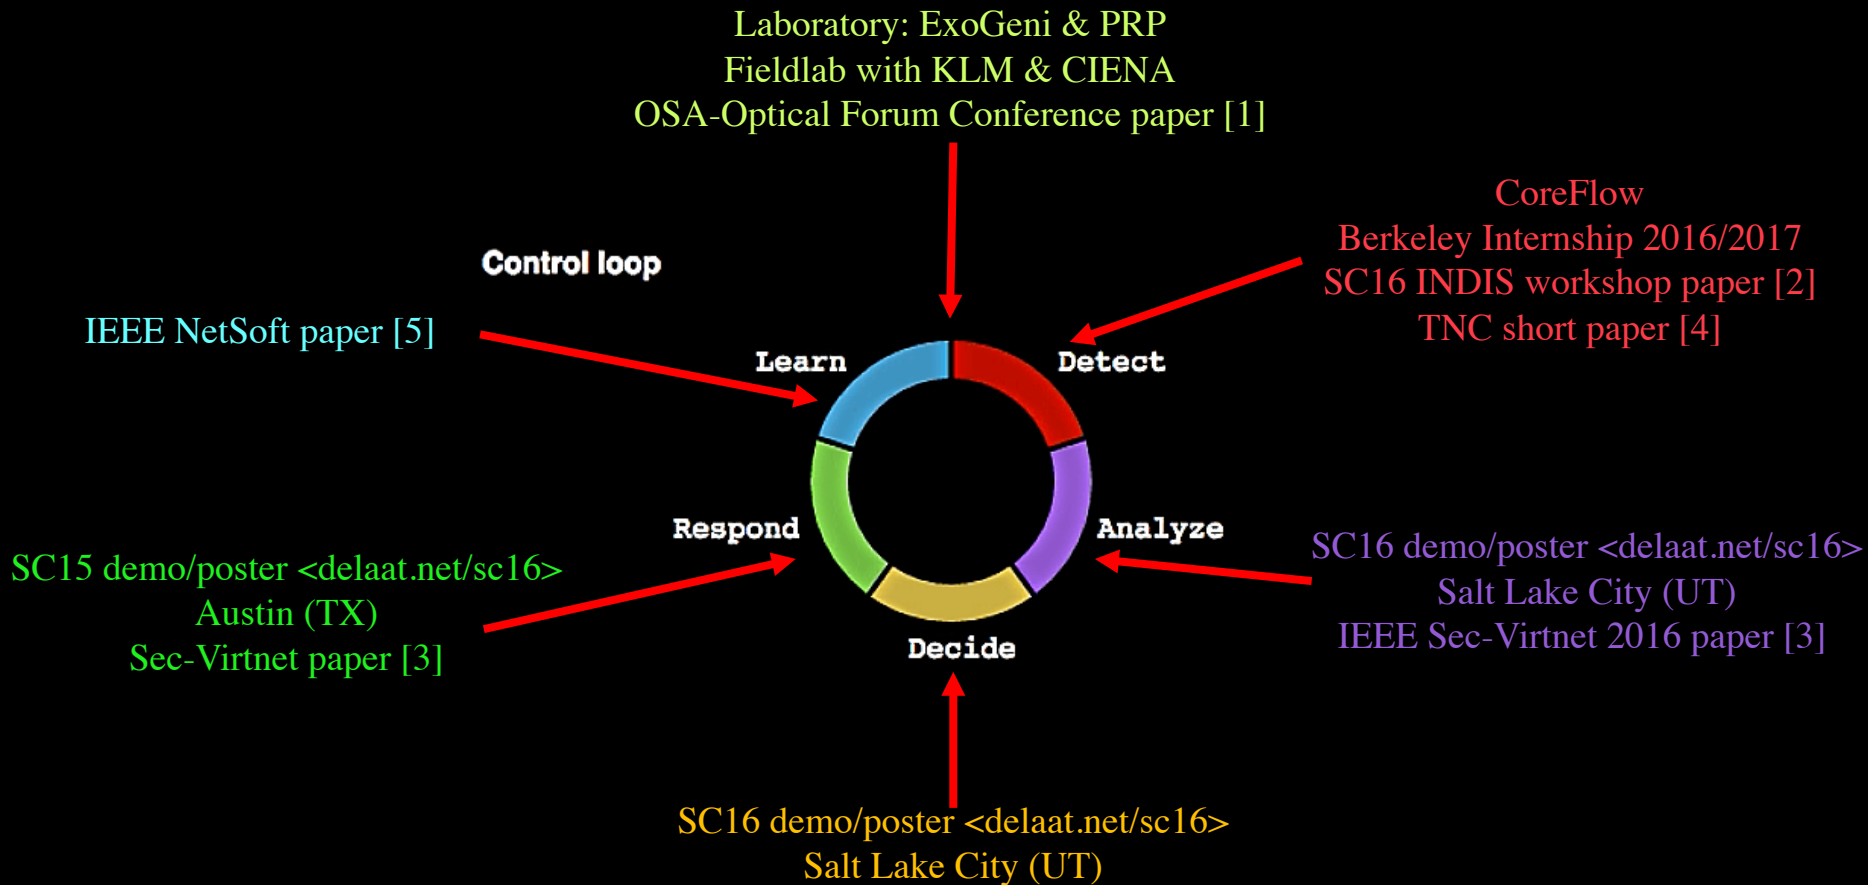 Laboratory: ExoGeni & PRP
Fieldlab with KLM & CIENA
OSA-Optical Forum Conference paper [1]
CoreFlow
Berkeley Internship 2016/2017
SC16 INDIS workshop paper [2]
TNC short paper [4]
Control loop
IEEE NetSoft paper [5]
Learn
Detect
Respond
Analyze
SC15 demo/poster <delaat.net/sc16>
Austin (TX)
Sec-Virtnet paper [3]
SC16 demo/poster <delaat.net/sc16>
Salt Lake City (UT)
IEEE Sec-Virtnet 2016 paper [3]
Decide
SC16 demo/poster <delaat.net/sc16>
Salt Lake City (UT)